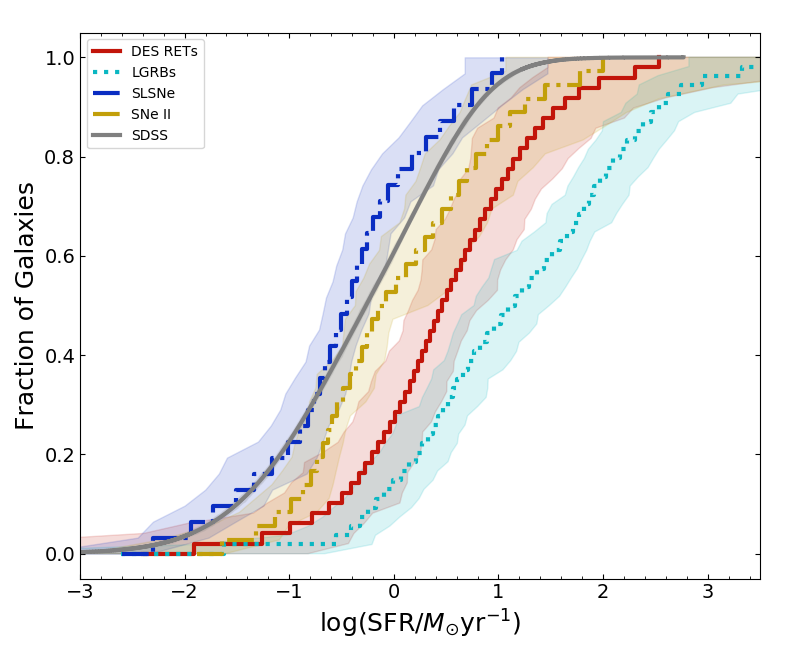 DES RETs
LGRBs
SLSNe
SNe II
SDSS
Fraction of Galaxies
1.0
0.8
0.6
0.4
0.2
0.0
−3 −2 −1 0 1 2 3
log(SFR/M⊙yr⁻¹)